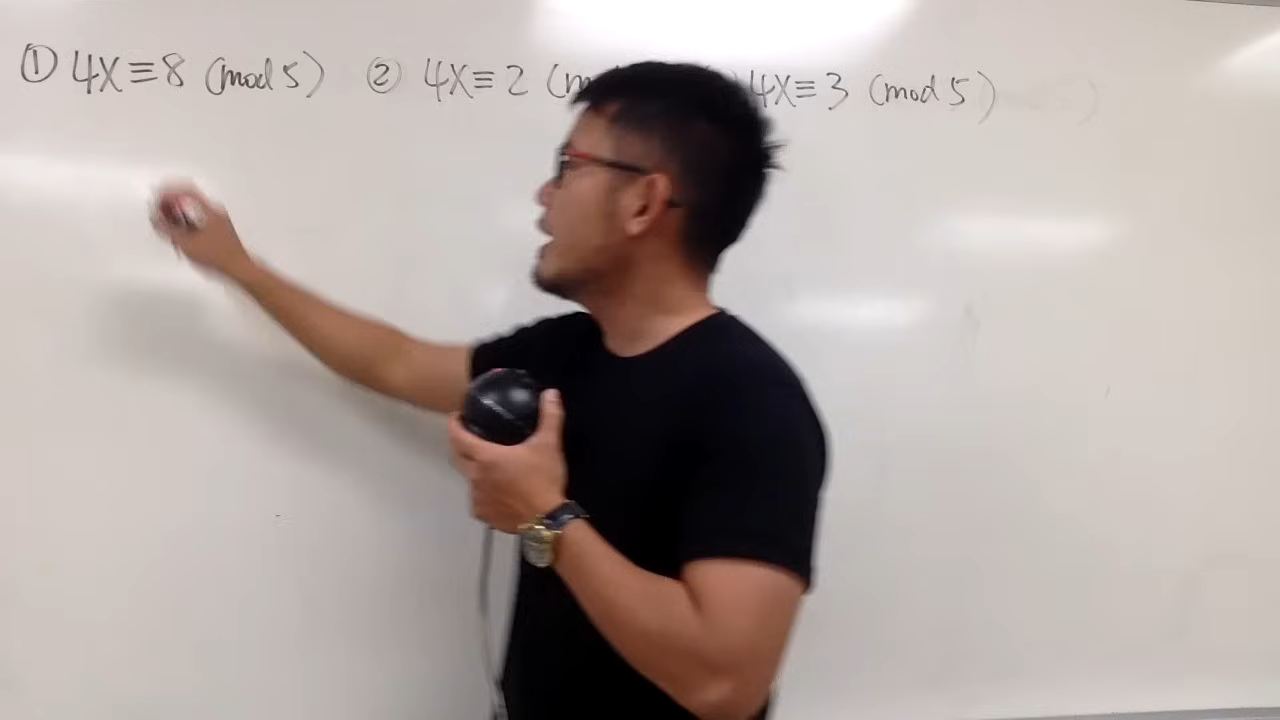 ① 4x≡8 (mod 5) ② 4x≡2 (m 4x≡3 (mod 5)